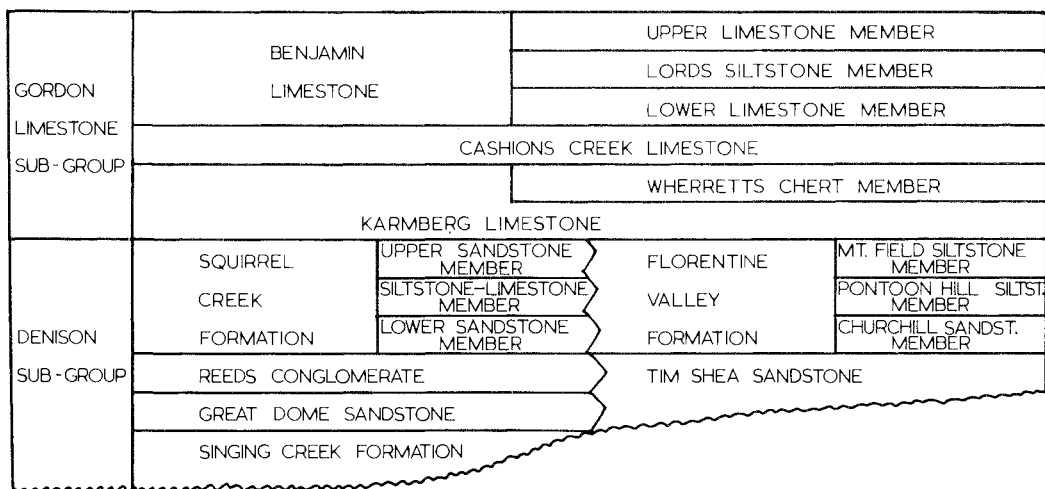 GORDON
LIMESTONE
SUB-GROUP
BENJAMIN
LIMESTONE
UPPER LIMESTONE MEMBER
LORDS SILTSTONE MEMBER
LOWER LIMESTONE MEMBER
CASHIONS CREEK LIMESTONE
WHERRETTS CHERT MEMBER
KARMBERG LIMESTONE
DENISON
SUB-GROUP
SQUIRREL
CREEK
FORMATION
UPPER SANDSTONE
MEMBER
SILTSTONE-LIMESTONE
MEMBER
LOWER SANDSTONE
MEMBER
FLORENTINE
VALLEY
FORMATION
MT. FIELD SILTSTONE
MEMBER
PONTOON HILL SILTST.
MEMBER
CHURCHILL SANDST.
MEMBER
REEDS CONGLOMERATE
TIM SHEA SANDSTONE
GREAT DOME SANDSTONE
SINGING CREEK FORMATION